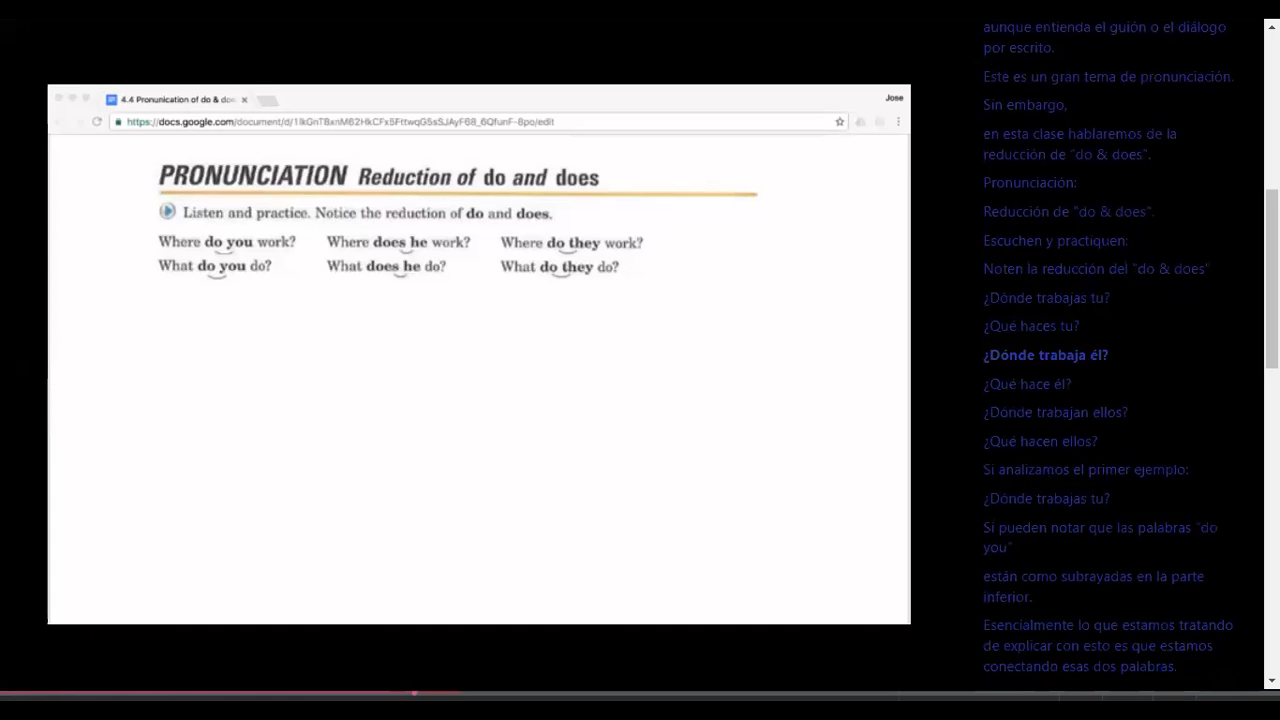 4.4 Pronunication of do & doe
Jose
https://docs.google.com/document/d/1IkGnTBxnM62HkCFx5FttwqG5sSJAyF68_6QfunF-8po/edit
PRONUNCIATION Reduction of do and does
Listen and practice. Notice the reduction of do and does.
Where do you work? Where does he work? Where do they work?
What do you do? What does he do? What do they do?
aunque entienda el guión o el diálogo
por escrito.
Este es un gran tema de pronunciación.
Sin embargo,
en esta clase hablaremos de la
reducción de "do & does".
Pronunciación:
Reducción de "do & does".
Escuchen y practiquen:
Noten la reducción del "do & does"
¿Dónde trabajas tu?
¿Qué haces tu?
¿Dónde trabaja él?
¿Qué hace él?
¿Dónde trabajan ellos?
¿Qué hacen ellos?
Si analizamos el primer ejemplo:
¿Dónde trabajas tu?
Si pueden notar que las palabras "do
you"
están como subrayadas en la parte
inferior.
Esencialmente lo que estamos tratando
de explicar con esto es que estamos
conectando esas dos palabras.